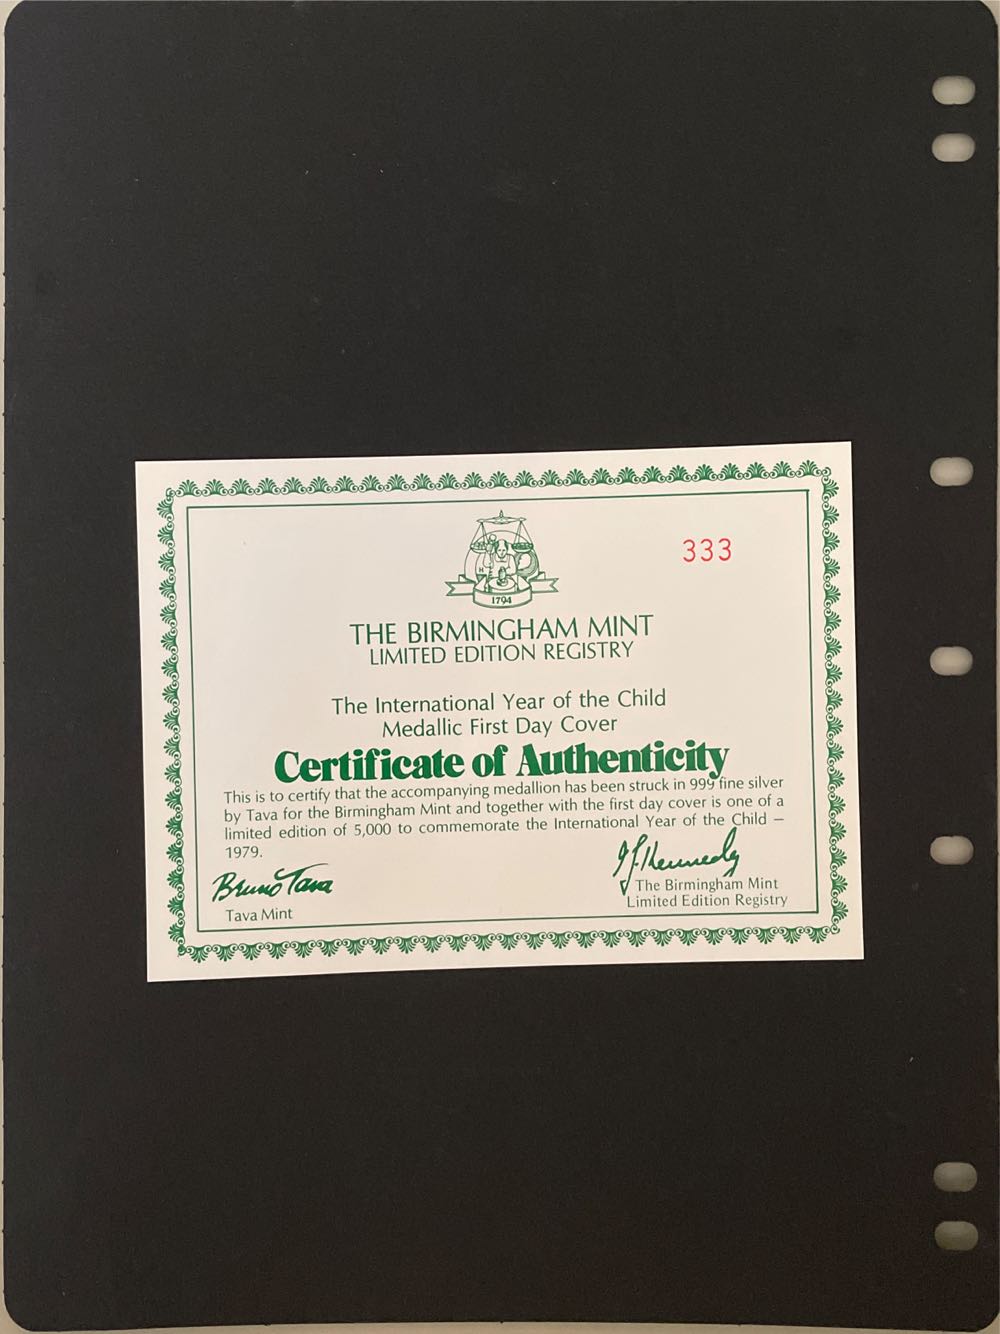 333
H
1794
THE BIRMINGHAM MINT
LIMITED EDITION REGISTRY
The International Year of the Child
Medallic First Day Cover
Certificate of Authenticity
This is to certify that the accompanying medallion has been struck in 999 fine silver
by Tava for the Birmingham Mint and together with the first day cover is one of a
limited edition of 5,000 to commemorate the International Year of the Child —
1979.
Bruno Tava
Tava Mint
J.F. Kennedy
The Birmingham Mint
Limited Edition Registry